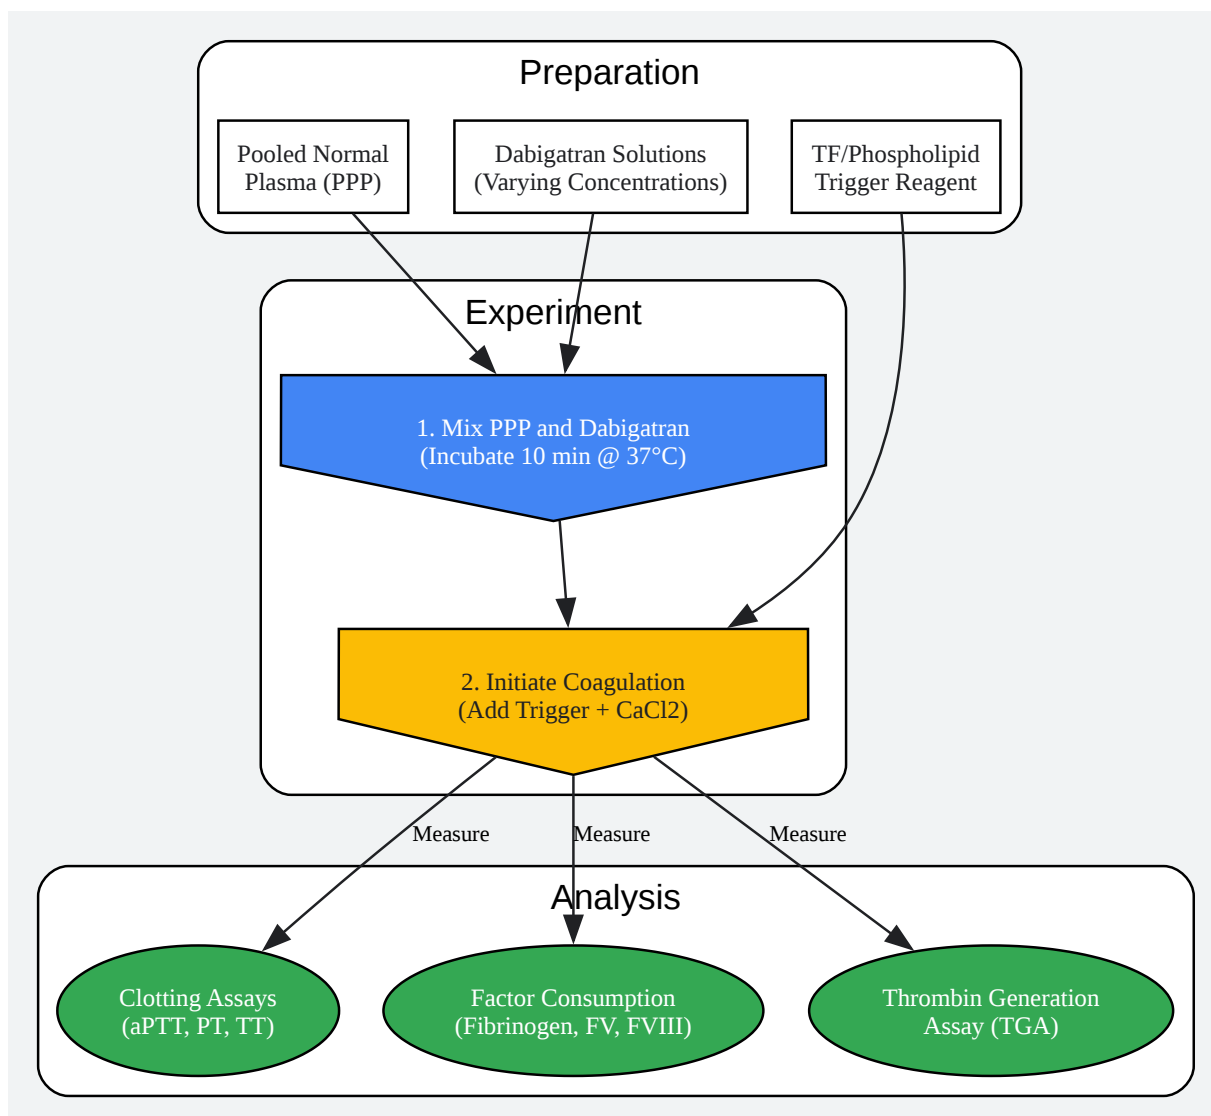 Preparation
Pooled Normal
Plasma (PPP)
Dabigatran Solutions
(Varying Concentrations)
TF/Phospholipid
Trigger Reagent
Experiment
1. Mix PPP and Dabigatran
(Incubate 10 min @ 37°C)
2. Initiate Coagulation
(Add Trigger + CaCl2)
Measure
Measure
Measure
Analysis
Clotting Assays
(aPTT, PT, TT)
Factor Consumption
(Fibrinogen, FV, FVIII)
Thrombin Generation
Assay (TGA)